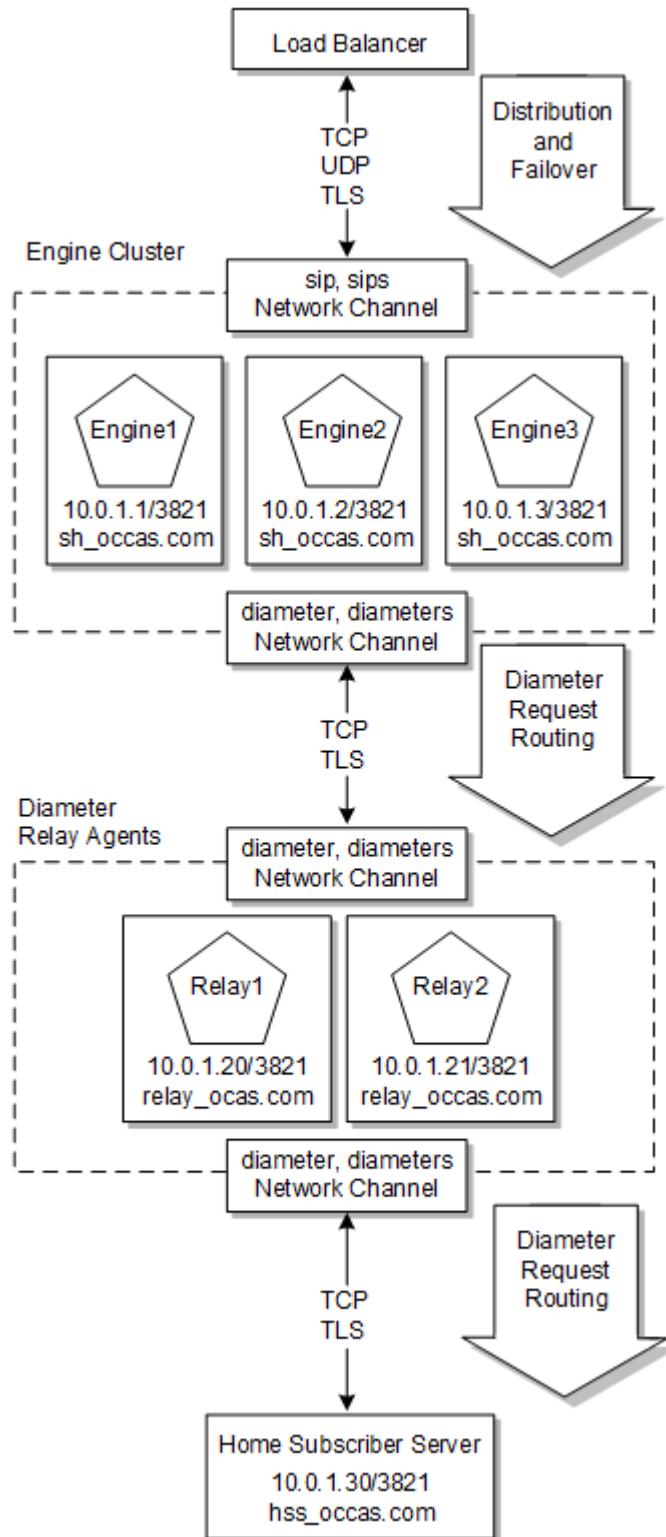 Load Balancer
TCP
UDP
TLS
Distribution
and
Failover
Engine Cluster
sip, sips
Network Channel
Engine1
10.0.1.1/3821
sh_occas.com
Engine2
10.0.1.2/3821
sh_occas.com
Engine3
10.0.1.3/3821
sh_occas.com
diameter, diameters
Network Channel
TCP
TLS
Diameter
Request
Routing
Diameter
Relay Agents
diameter, diameters
Network Channel
Relay1
10.0.1.20/3821
relay_ocas.com
Relay2
10.0.1.21/3821
relay_occas.com
diameter, diameters
Network Channel
TCP
TLS
Diameter
Request
Routing
Home Subscriber Server
10.0.1.30/3821
hss_occas.com